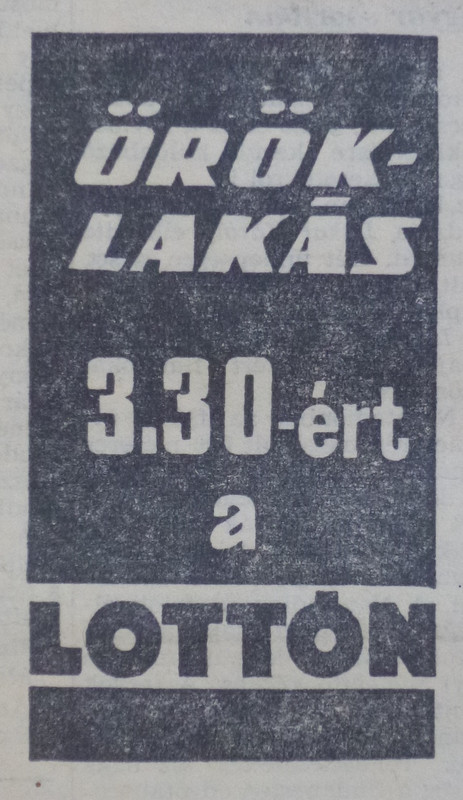 ÖRÖK-
LAKÁS
3.30-ért
a
LOTTÓN